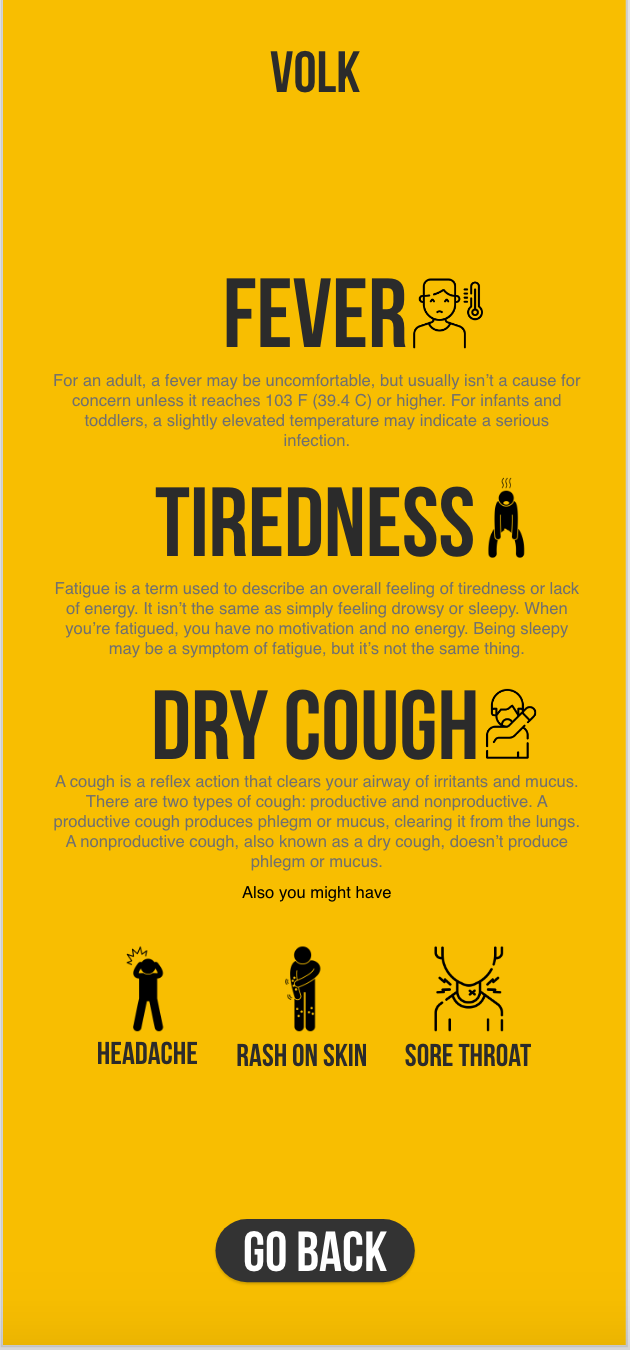 VOLK
FEVER
For an adult, a fever may be uncomfortable, but usually isn’t a cause for
concern unless it reaches 103 F (39.4 C) or higher. For infants and
toddlers, a slightly elevated temperature may indicate a serious
infection.
TIREDNESS
Fatigue is a term used to describe an overall feeling of tiredness or lack
of energy. It isn’t the same as simply feeling drowsy or sleepy. When
you’re fatigued, you have no motivation and no energy. Being sleepy
may be a symptom of fatigue, but it’s not the same thing.
DRY COUGH
A cough is a reflex action that clears your airway of irritants and mucus.
There are two types of cough: productive and nonproductive. A
productive cough produces phlegm or mucus, clearing it from the lungs.
A nonproductive cough, also known as a dry cough, doesn’t produce
phlegm or mucus.
Also you might have
HEADACHE
RASH ON SKIN
SORE THROAT
GO BACK